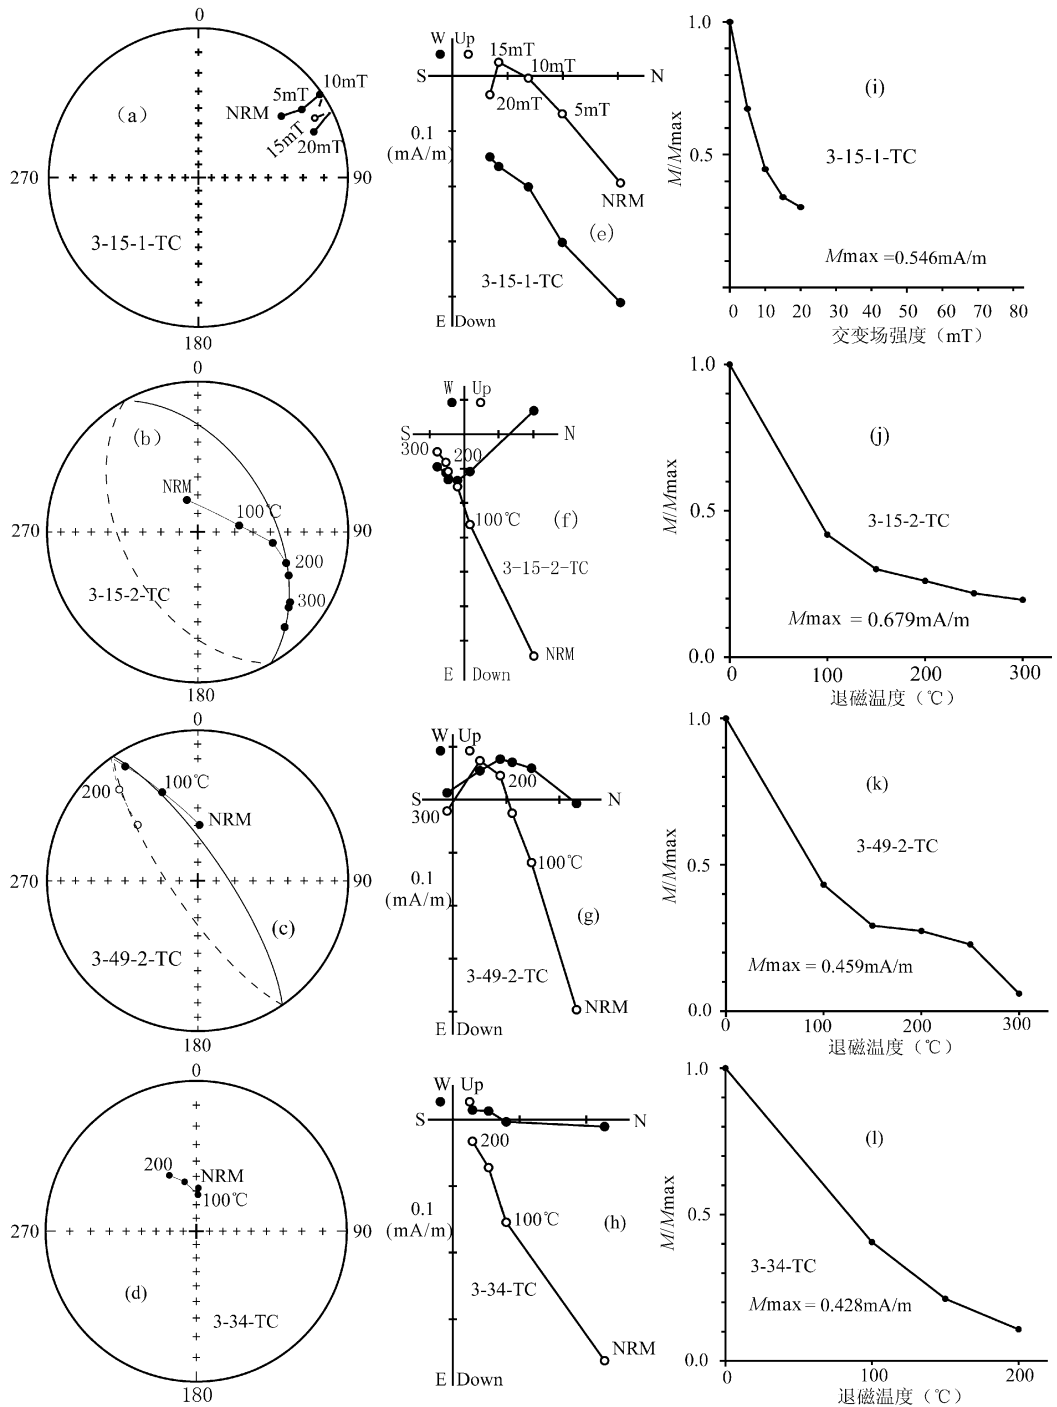 0
(a)
10mT
5mT
NRM
15mT
20mT
270
90
3-15-1-TC
180
W Up
15mT
S
10mT
N
20mT
5mT
0.1
(mA/m)
NRM
(e)
3-15-1-TC
E Down
1.0
(i)
M/Mmax
0.5
3-15-1-TC
Mmax =0.546mA/m
0 10 20 30 40 50 60 70 80
交变场强度（mT）
0
(b)
NRM
100℃
270
90
200
3-15-2-TC
300
180
W Up
S
N
300
200
100℃
(f)
3-15-2-TC
NRM
E Down
1.0
(j)
M/Mmax
0.5
3-15-2-TC
Mmax = 0.679mA/m
0.0
0 100 200 300
退磁温度（℃）
0
100℃
200
NRM
270
90
(c)
3-49-2-TC
180
W Up
200
S
N
300
100℃
0.1
(mA/m)
(g)
3-49-2-TC
NRM
E Down
1.0
(k)
M/Mmax
0.5
3-49-2-TC
Mmax = 0.459mA/m
0.0
0 100 200 300
退磁温度（℃）
0
200
NRM
100℃
270
90
(d)
3-34-TC
180
W Up
S
N
200
0.1
(mA/m)
100℃
(h)
3-34-TC
NRM
E Down
1.0
(l)
M/Mmax
0.5
3-34-TC
Mmax = 0.428mA/m
0.0
0 100 200
退磁温度(℃)